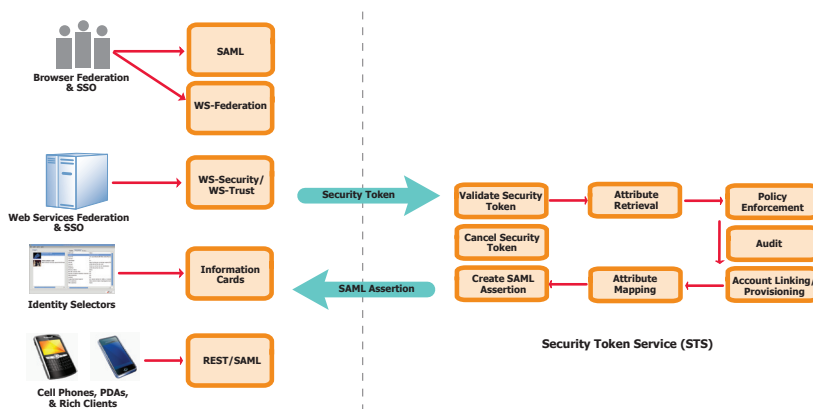 Browser Federation
& SSO
SAML
WS-Federation
Web Services Federation
& SSO
WS-Security/
WS-Trust
Identity Selectors
Information
Cards
Cell Phones, PDAs,
& Rich Clients
REST/SAML
Security Token
SAML Assertion
Validate Security
Token
Attribute
Retrieval
Policy
Enforcement
Cancel Security
Token
Audit
Create SAML
Assertion
Attribute
Mapping
Account Linking/
Provisioning
Security Token Service (STS)